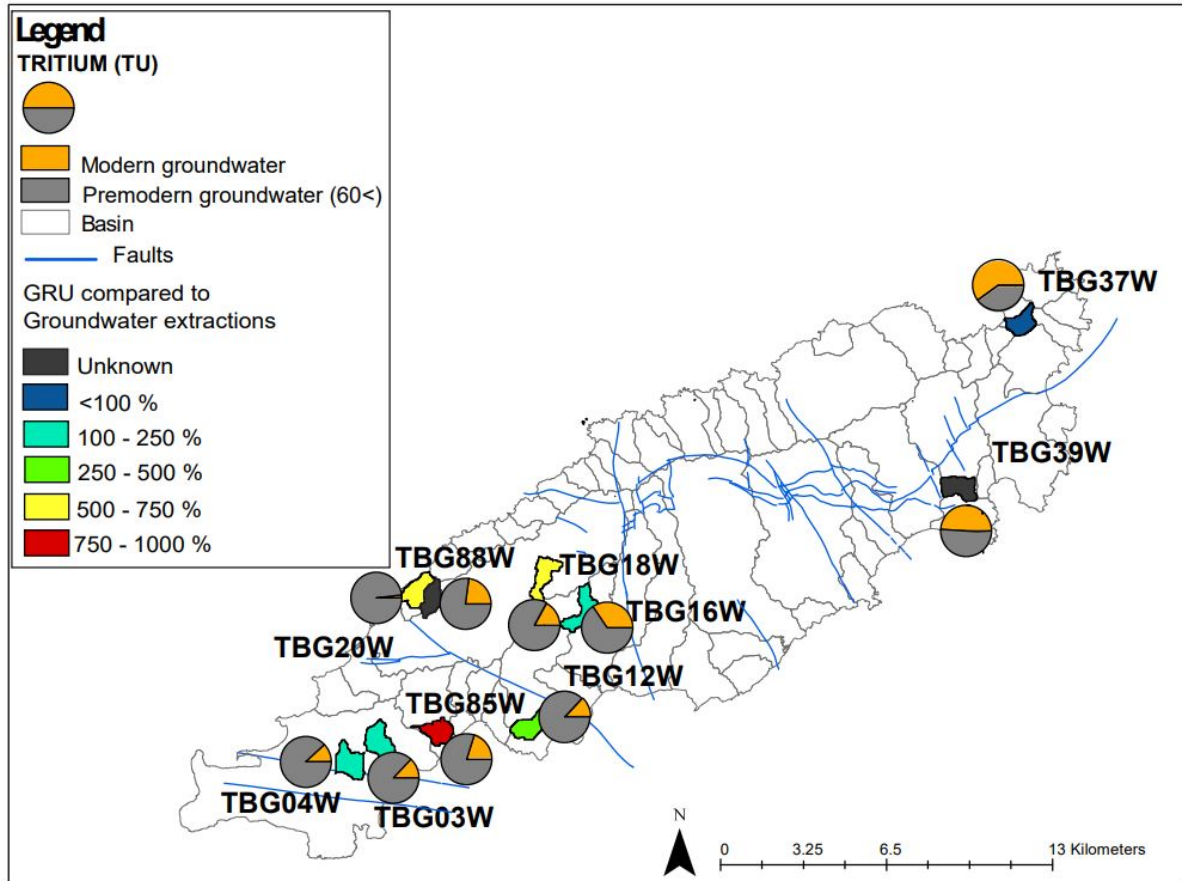 Legend
TRITIUM (TU)
Modern groundwater
Premodern groundwater (60<)
Basin
Faults
GRU compared to
Groundwater extractions
Unknown
<100 %
100 - 250 %
250 - 500 %
500 - 750 %
750 - 1000 %
TBG37W
TBG39W
TBG88W
TBG18W
TBG16W
TBG20W
TBG12W
TBG85W
TBG04W
TBG03W
N
0 3.25 6.5 13 Kilometers